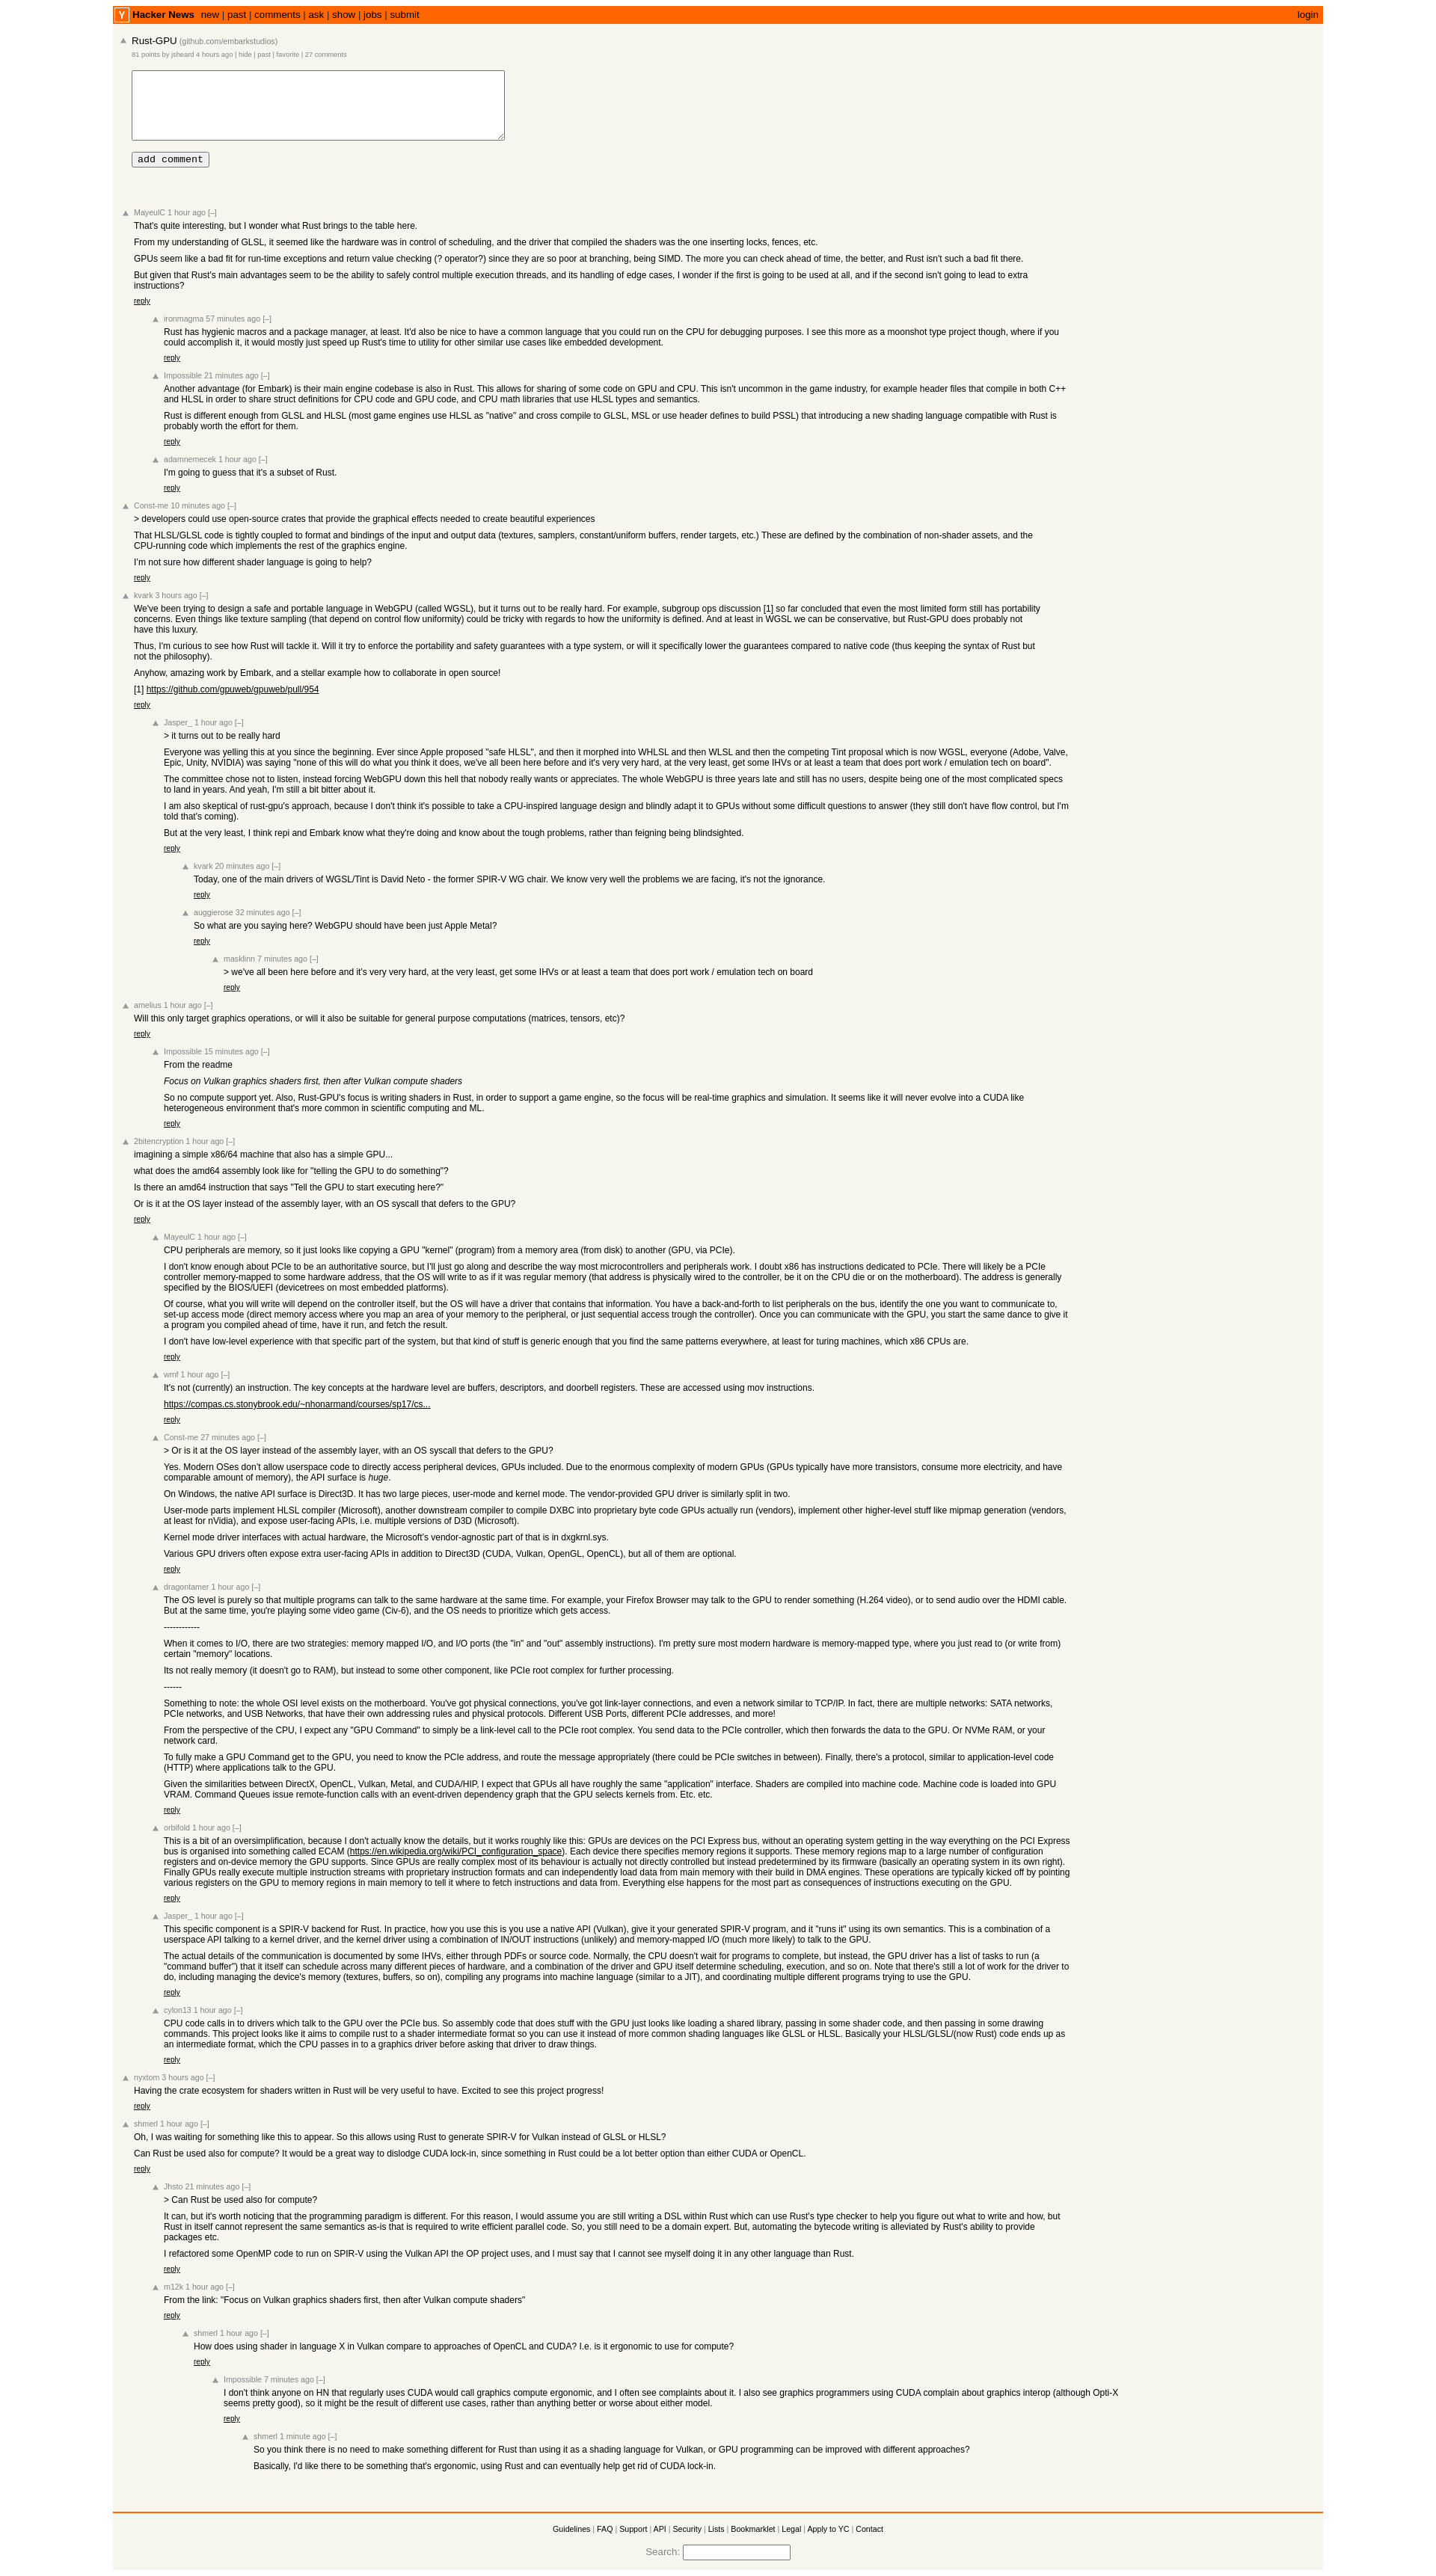 Y Hacker News new | past | comments | ask | show | jobs | submit login
Rust-GPU (github.com/embarkstudios)
81 points by jsheard 4 hours ago | hide | past | favorite | 27 comments
add comment
MayeulC 1 hour ago [–]
That's quite interesting, but I wonder what Rust brings to the table here.
From my understanding of GLSL, it seemed like the hardware was in control of scheduling, and the driver that compiled the shaders was the one inserting locks, fences, etc.
GPUs seem like a bad fit for run-time exceptions and return value checking (? operator?) since they are so poor at branching, being SIMD. The more you can check ahead of time, the better, and Rust isn't such a bad fit there.
But given that Rust's main advantages seem to be the ability to safely control multiple execution threads, and its handling of edge cases, I wonder if the first is going to be used at all, and if the second isn't going to lead to extra
instructions?
reply
ironmagma 57 minutes ago [–]
Rust has hygienic macros and a package manager, at least. It'd also be nice to have a common language that you could run on the CPU for debugging purposes. I see this more as a moonshot type project though, where if you
could accomplish it, it would mostly just speed up Rust's time to utility for other similar use cases like embedded development.
reply
Impossible 21 minutes ago [–]
Another advantage (for Embark) is their main engine codebase is also in Rust. This allows for sharing of some code on GPU and CPU. This isn't uncommon in the game industry, for example header files that compile in both C++
and HLSL in order to share struct definitions for CPU code and GPU code, and CPU math libraries that use HLSL types and semantics.
Rust is different enough from GLSL and HLSL (most game engines use HLSL as "native" and cross compile to GLSL, MSL or use header defines to build PSSL) that introducing a new shading language compatible with Rust is
probably worth the effort for them.
reply
adamnemecek 1 hour ago [–]
I'm going to guess that it's a subset of Rust.
reply
Const-me 10 minutes ago [–]
> developers could use open-source crates that provide the graphical effects needed to create beautiful experiences
That HLSL/GLSL code is tightly coupled to format and bindings of the input and output data (textures, samplers, constant/uniform buffers, render targets, etc.) These are defined by the combination of non-shader assets, and the
CPU-running code which implements the rest of the graphics engine.
I'm not sure how different shader language is going to help?
reply
kvark 3 hours ago [–]
We've been trying to design a safe and portable language in WebGPU (called WGSL), but it turns out to be really hard. For example, subgroup ops discussion [1] so far concluded that even the most limited form still has portability
concerns. Even things like texture sampling (that depend on control flow uniformity) could be tricky with regards to how the uniformity is defined. And at least in WGSL we can be conservative, but Rust-GPU does probably not
have this luxury.
Thus, I'm curious to see how Rust will tackle it. Will it try to enforce the portability and safety guarantees with a type system, or will it specifically lower the guarantees compared to native code (thus keeping the syntax of Rust but
not the philosophy).
Anyhow, amazing work by Embark, and a stellar example how to collaborate in open source!
[1] https://github.com/gpuweb/gpuweb/pull/954
reply
Jasper_ 1 hour ago [–]
> it turns out to be really hard
Everyone was yelling this at you since the beginning. Ever since Apple proposed "safe HLSL", and then it morphed into WHLSL and then WLSL and then the competing Tint proposal which is now WGSL, everyone (Adobe, Valve,
Epic, Unity, NVIDIA) was saying "none of this will do what you think it does, we've all been here before and it's very very hard, at the very least, get some IHVs or at least a team that does port work / emulation tech on board".
The committee chose not to listen, instead forcing WebGPU down this hell that nobody really wants or appreciates. The whole WebGPU is three years late and still has no users, despite being one of the most complicated specs
to land in years. And yeah, I'm still a bit bitter about it.
I am also skeptical of rust-gpu's approach, because I don't think it's possible to take a CPU-inspired language design and blindly adapt it to GPUs without some difficult questions to answer (they still don't have flow control, but I'm
told that's coming).
But at the very least, I think repi and Embark know what they're doing and know about the tough problems, rather than feigning being blindsighted.
reply
kvark 20 minutes ago [–]
Today, one of the main drivers of WGSL/Tint is David Neto - the former SPIR-V WG chair. We know very well the problems we are facing, it's not the ignorance.
reply
auggierose 32 minutes ago [–]
So what are you saying here? WebGPU should have been just Apple Metal?
reply
masklinn 7 minutes ago [–]
> we've all been here before and it's very very hard, at the very least, get some IHVs or at least a team that does port work / emulation tech on board
reply
amelius 1 hour ago [–]
Will this only target graphics operations, or will it also be suitable for general purpose computations (matrices, tensors, etc)?
reply
Impossible 15 minutes ago [–]
From the readme
Focus on Vulkan graphics shaders first, then after Vulkan compute shaders
So no compute support yet. Also, Rust-GPU's focus is writing shaders in Rust, in order to support a game engine, so the focus will be real-time graphics and simulation. It seems like it will never evolve into a CUDA like
heterogeneous environment that's more common in scientific computing and ML.
reply
2bitencryption 1 hour ago [–]
imagining a simple x86/64 machine that also has a simple GPU...
what does the amd64 assembly look like for "telling the GPU to do something"?
Is there an amd64 instruction that says "Tell the GPU to start executing here?"
Or is it at the OS layer instead of the assembly layer, with an OS syscall that defers to the GPU?
reply
MayeulC 1 hour ago [–]
CPU peripherals are memory, so it just looks like copying a GPU "kernel" (program) from a memory area (from disk) to another (GPU, via PCIe).
I don't know enough about PCIe to be an authoritative source, but I'll just go along and describe the way most microcontrollers and peripherals work. I doubt x86 has instructions dedicated to PCIe. There will likely be a PCIe
controller memory-mapped to some hardware address, that the OS will write to as if it was regular memory (that address is physically wired to the controller, be it on the CPU die or on the motherboard). The address is generally
specified by the BIOS/UEFI (devicetrees on most embedded platforms).
Of course, what you will write will depend on the controller itself, but the OS will have a driver that contains that information. You have a back-and-forth to list peripherals on the bus, identify the one you want to communicate to,
set-up access mode (direct memory access where you map an area of your memory to the peripheral, or just sequential access trough the controller). Once you can communicate with the GPU, you start the same dance to give it
a program you compiled ahead of time, have it run, and fetch the result.
I don't have low-level experience with that specific part of the system, but that kind of stuff is generic enough that you find the same patterns everywhere, at least for turing machines, which x86 CPUs are.
reply
wmf 1 hour ago [–]
It's not (currently) an instruction. The key concepts at the hardware level are buffers, descriptors, and doorbell registers. These are accessed using mov instructions.
https://compas.cs.stonybrook.edu/~nhonarmand/courses/sp17/cs...
reply
Const-me 27 minutes ago [–]
> Or is it at the OS layer instead of the assembly layer, with an OS syscall that defers to the GPU?
Yes. Modern OSes don't allow userspace code to directly access peripheral devices, GPUs included. Due to the enormous complexity of modern GPUs (GPUs typically have more transistors, consume more electricity, and have
comparable amount of memory), the API surface is huge.
On Windows, the native API surface is Direct3D. It has two large pieces, user-mode and kernel mode. The vendor-provided GPU driver is similarly split in two.
User-mode parts implement HLSL compiler (Microsoft), another downstream compiler to compile DXBC into proprietary byte code GPUs actually run (vendors), implement other higher-level stuff like mipmap generation (vendors,
at least for nVidia), and expose user-facing APIs, i.e. multiple versions of D3D (Microsoft).
Kernel mode driver interfaces with actual hardware, the Microsoft's vendor-agnostic part of that is in dxgkrnl.sys.
Various GPU drivers often expose extra user-facing APIs in addition to Direct3D (CUDA, Vulkan, OpenGL, OpenCL), but all of them are optional.
reply
dragontamer 1 hour ago [–]
The OS level is purely so that multiple programs can talk to the same hardware at the same time. For example, your Firefox Browser may talk to the GPU to render something (H.264 video), or to send audio over the HDMI cable.
But at the same time, you're playing some video game (Civ-6), and the OS needs to prioritize which gets access.
------------
When it comes to I/O, there are two strategies: memory mapped I/O, and I/O ports (the "in" and "out" assembly instructions). I'm pretty sure most modern hardware is memory-mapped type, where you just read to (or write from)
certain "memory" locations.
Its not really memory (it doesn't go to RAM), but instead to some other component, like PCIe root complex for further processing.
------
Something to note: the whole OSI level exists on the motherboard. You've got physical connections, you've got link-layer connections, and even a network similar to TCP/IP. In fact, there are multiple networks: SATA networks,
PCIe networks, and USB Networks, that have their own addressing rules and physical protocols. Different USB Ports, different PCIe addresses, and more!
From the perspective of the CPU, I expect any "GPU Command" to simply be a link-level call to the PCIe root complex. You send data to the PCIe controller, which then forwards the data to the GPU. Or NVMe RAM, or your
network card.
To fully make a GPU Command get to the GPU, you need to know the PCIe address, and route the message appropriately (there could be PCIe switches in between). Finally, there's a protocol, similar to application-level code
(HTTP) where applications talk to the GPU.
Given the similarities between DirectX, OpenCL, Vulkan, Metal, and CUDA/HIP, I expect that GPUs all have roughly the same "application" interface. Shaders are compiled into machine code. Machine code is loaded into GPU
VRAM. Command Queues issue remote-function calls with an event-driven dependency graph that the GPU selects kernels from. Etc. etc.
reply
orbifold 1 hour ago [–]
This is a bit of an oversimplification, because I don't actually know the details, but it works roughly like this: GPUs are devices on the PCI Express bus, without an operating system getting in the way everything on the PCI Express
bus is organised into something called ECAM (https://en.wikipedia.org/wiki/PCI_configuration_space). Each device there specifies memory regions it supports. These memory regions map to a large number of configuration
registers and on-device memory the GPU supports. Since GPUs are really complex most of its behaviour is actually not directly controlled but instead predetermined by its firmware (basically an operating system in its own right).
Finally GPUs really execute multiple instruction streams with proprietary instruction formats and can independently load data from main memory with their build in DMA engines. These operations are typically kicked off by pointing
various registers on the GPU to memory regions in main memory to tell it where to fetch instructions and data from. Everything else happens for the most part as consequences of instructions executing on the GPU.
reply
Jasper_ 1 hour ago [–]
This specific component is a SPIR-V backend for Rust. In practice, how you use this is you use a native API (Vulkan), give it your generated SPIR-V program, and it "runs it" using its own semantics. This is a combination of a
userspace API talking to a kernel driver, and the kernel driver using a combination of IN/OUT instructions (unlikely) and memory-mapped I/O (much more likely) to talk to the GPU.
The actual details of the communication is documented by some IHVs, either through PDFs or source code. Normally, the CPU doesn't wait for programs to complete, but instead, the GPU driver has a list of tasks to run (a
"command buffer") that it itself can schedule across many different pieces of hardware, and a combination of the driver and GPU itself determine scheduling, execution, and so on. Note that there's still a lot of work for the driver to
do, including managing the device's memory (textures, buffers, so on), compiling any programs into machine language (similar to a JIT), and coordinating multiple different programs trying to use the GPU.
reply
cylon13 1 hour ago [–]
CPU code calls in to drivers which talk to the GPU over the PCIe bus. So assembly code that does stuff with the GPU just looks like loading a shared library, passing in some shader code, and then passing in some drawing
commands. This project looks like it aims to compile rust to a shader intermediate format so you can use it instead of more common shading languages like GLSL or HLSL. Basically your HLSL/GLSL/(now Rust) code ends up as
an intermediate format, which the CPU passes in to a graphics driver before asking that driver to draw things.
reply
nyxtom 3 hours ago [–]
Having the crate ecosystem for shaders written in Rust will be very useful to have. Excited to see this project progress!
reply
shmerl 1 hour ago [–]
Oh, I was waiting for something like this to appear. So this allows using Rust to generate SPIR-V for Vulkan instead of GLSL or HLSL?
Can Rust be used also for compute? It would be a great way to dislodge CUDA lock-in, since something in Rust could be a lot better option than either CUDA or OpenCL.
reply
Jhsto 21 minutes ago [–]
> Can Rust be used also for compute?
It can, but it's worth noticing that the programming paradigm is different. For this reason, I would assume you are still writing a DSL within Rust which can use Rust's type checker to help you figure out what to write and how, but
Rust in itself cannot represent the same semantics as-is that is required to write efficient parallel code. So, you still need to be a domain expert. But, automating the bytecode writing is alleviated by Rust's ability to provide
packages etc.
I refactored some OpenMP code to run on SPIR-V using the Vulkan API the OP project uses, and I must say that I cannot see myself doing it in any other language than Rust.
reply
m12k 1 hour ago [–]
From the link: "Focus on Vulkan graphics shaders first, then after Vulkan compute shaders"
reply
shmerl 1 hour ago [–]
How does using shader in language X in Vulkan compare to approaches of OpenCL and CUDA? I.e. is it ergonomic to use for compute?
reply
Impossible 7 minutes ago [–]
I don't think anyone on HN that regularly uses CUDA would call graphics compute ergonomic, and I often see complaints about it. I also see graphics programmers using CUDA complain about graphics interop (although Opti-X
seems pretty good), so it might be the result of different use cases, rather than anything better or worse about either model.
reply
shmerl 1 minute ago [–]
So you think there is no need to make something different for Rust than using it as a shading language for Vulkan, or GPU programming can be improved with different approaches?
Basically, I'd like there to be something that's ergonomic, using Rust and can eventually help get rid of CUDA lock-in.
Guidelines | FAQ | Support | API | Security | Lists | Bookmarklet | Legal | Apply to YC | Contact
Search: